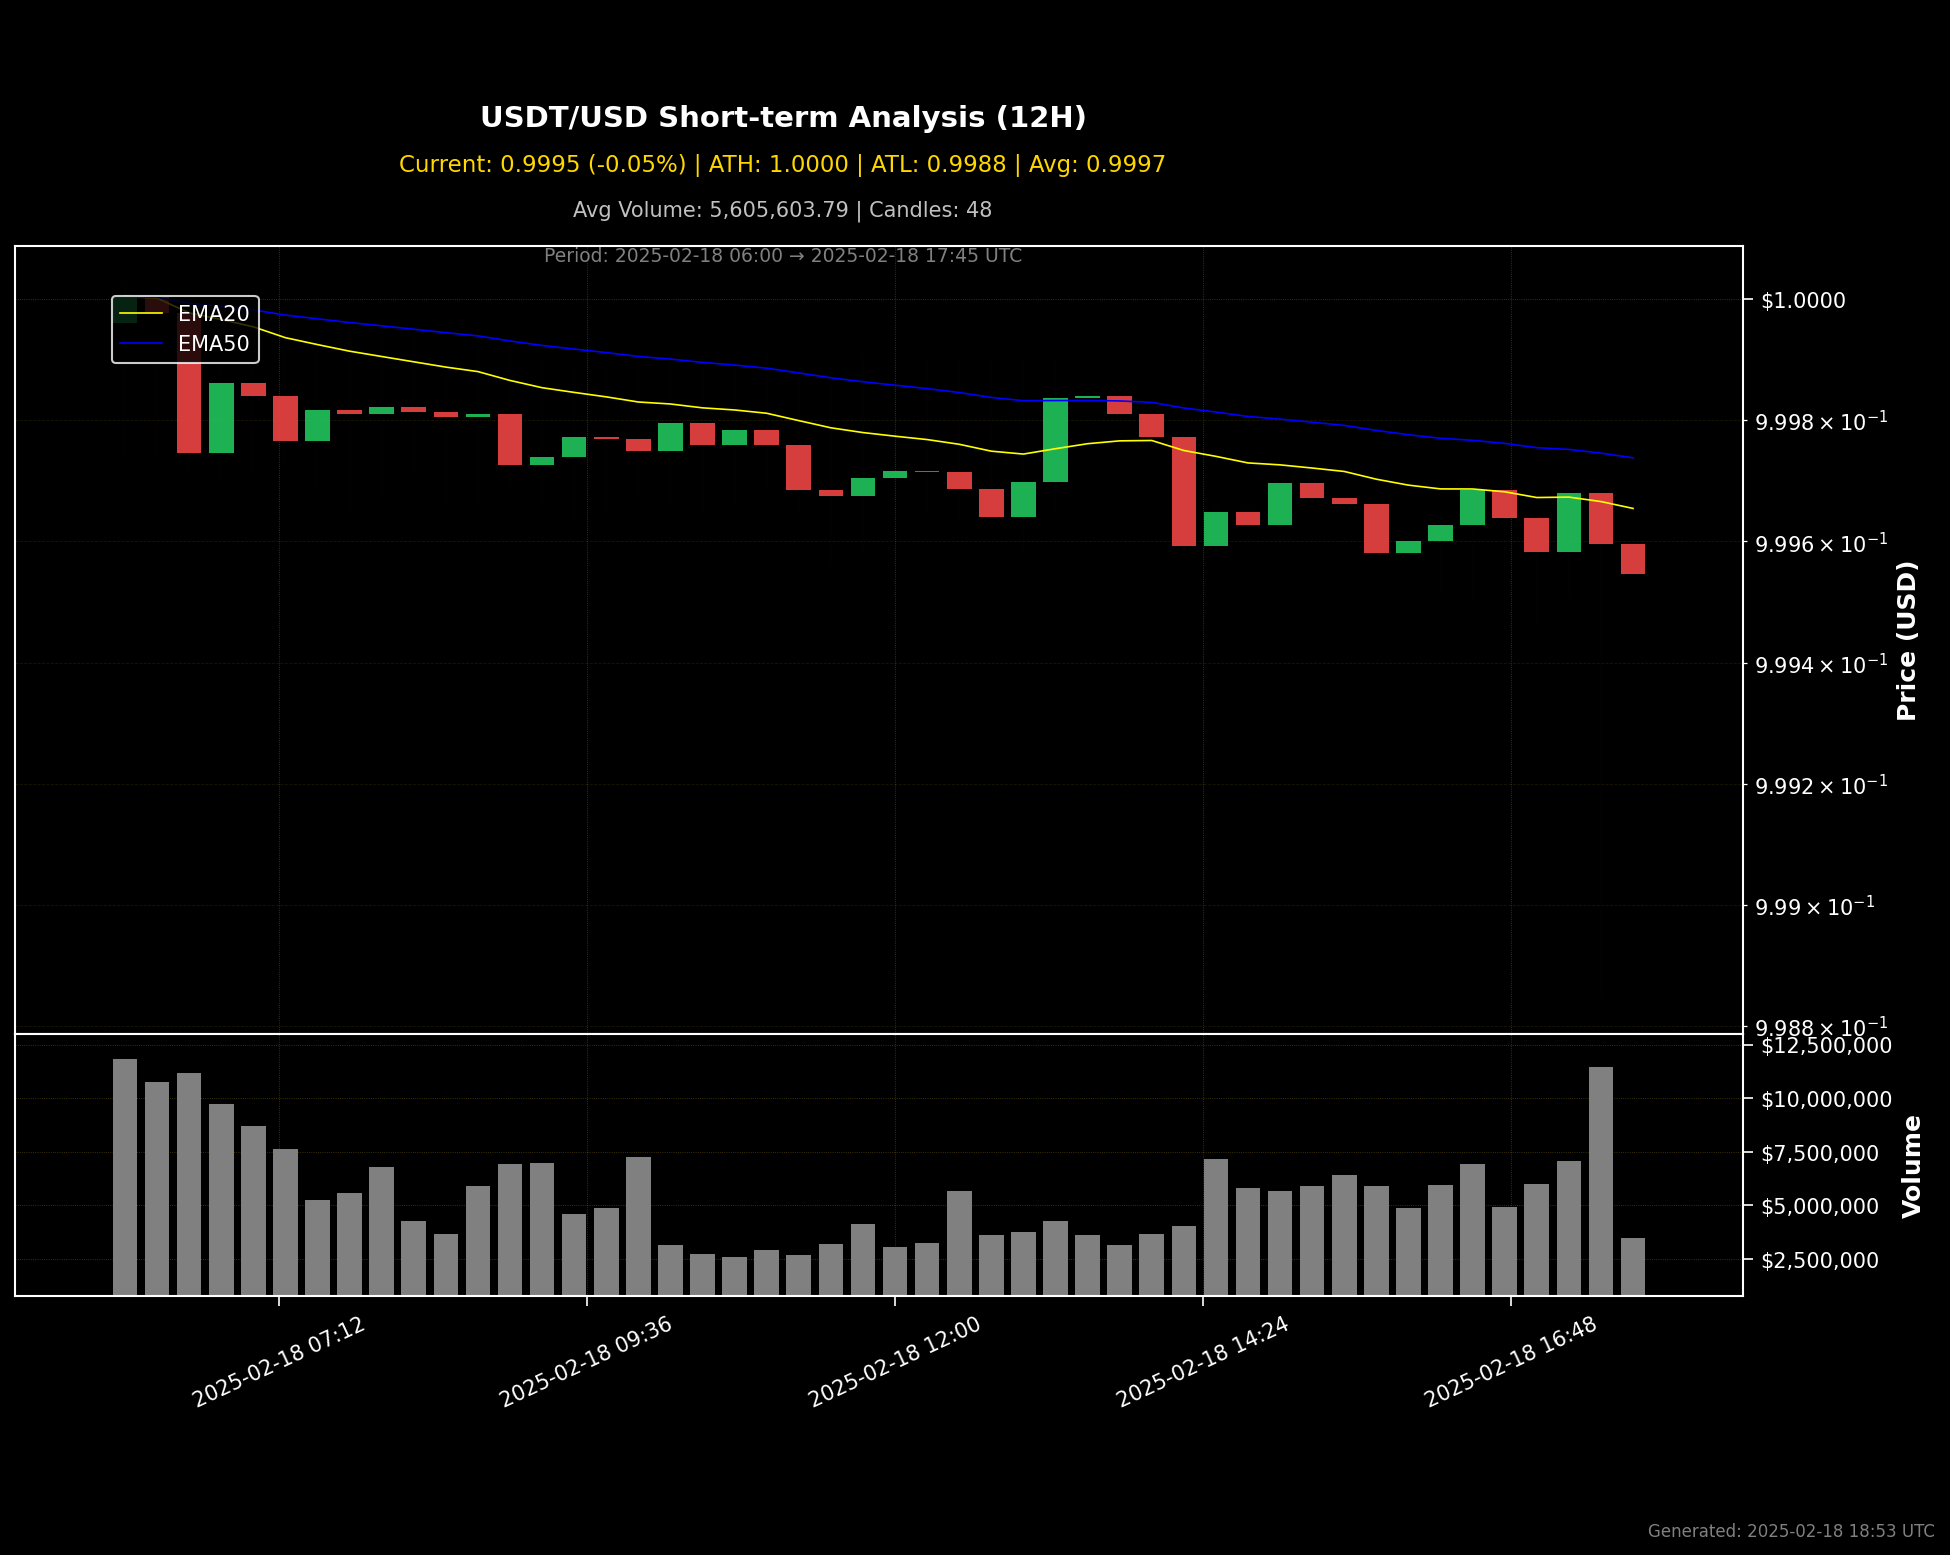 USDT/USD Short-term Analysis (12H)
Current: 0.9995 (-0.05%) | ATH: 1.0000 | ATL: 0.9988 | Avg: 0.9997
Avg Volume: 5,605,603.79 | Candles: 48
Period: 2025-02-18 06:00 → 2025-02-18 17:45 UTC
EMA20
EMA50
$1.0000
9.998 × 10⁻¹
9.996 × 10⁻¹
9.994 × 10⁻¹
9.992 × 10⁻¹
9.99 × 10⁻¹
9.988 × 10⁻¹
Price (USD)
$12,500,000
$10,000,000
$7,500,000
$5,000,000
$2,500,000
Volume
2025-02-18 07:12
2025-02-18 09:36
2025-02-18 12:00
2025-02-18 14:24
2025-02-18 16:48
Generated: 2025-02-18 18:53 UTC